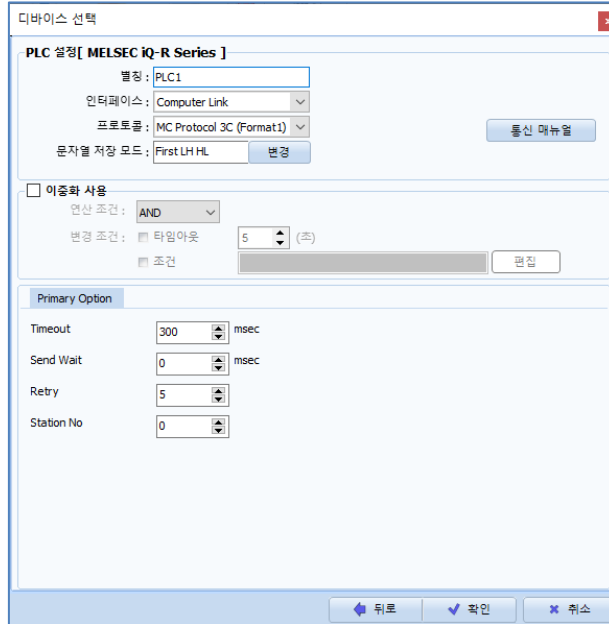 디바이스 선택
PLC 설정[ MELSEC iQ-R Series ]
별칭 : PLC1
인터페이스 : Computer Link
프로토콜 : MC Protocol 3C (Format1) 통신 매뉴얼
문자열 저장 모드 : First LH HL 변경
이중화 사용
연산 조건 : AND
변경 조건 : 타임아웃 5 (초)
조건 편집
Primary Option
Timeout 300 msec
Send Wait 0 msec
Retry 5
Station No 0
뒤로 확인 취소